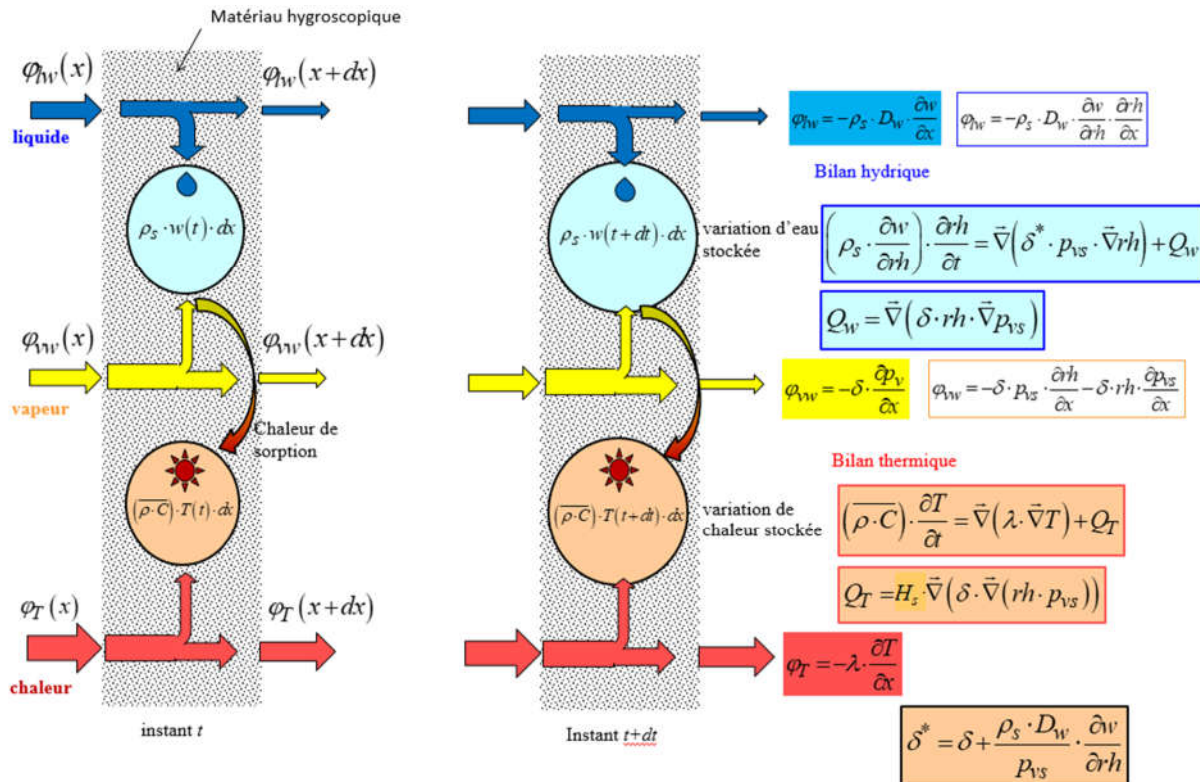 Matériau hygroscopique
φlw(x)
φlw(x+dx)
liquide
ρs·w(t)·dx
φvw(x)
φvw(x+dx)
vapeur
Chaleur de
sorption
(ρ·C)·T(t)·dx
φT(x)
φT(x+dx)
chaleur
instant t
ρs·w(t+dt)·dx
variation d'eau
stockée
(ρ·C)·T(t+dt)·dx
variation de
chaleur stockée
Instant t+dt
φlw=−ρs·Dw·∂w/∂x
φlw=−ρs·Dw·∂w/∂rh·∂rh/∂x
Bilan hydrique
(ρs·∂w/∂rh)·∂rh/∂t=∇⃗(δ*·pvs·∇⃗rh)+Qw
Qw=∇⃗(δ·rh·∇⃗pvs)
φvw=−δ·∂pv/∂x
φvw=−δ·pvs·∂rh/∂x−δ·rh·∂pvs/∂x
Bilan thermique
(ρ·C)·∂T/∂t=∇⃗(λ·∇⃗T)+QT
QT=Hs·∇⃗(δ·∇⃗(rh·pvs))
φT=−λ·∂T/∂x
δ*=δ+ρs·Dw/pvs·∂w/∂rh